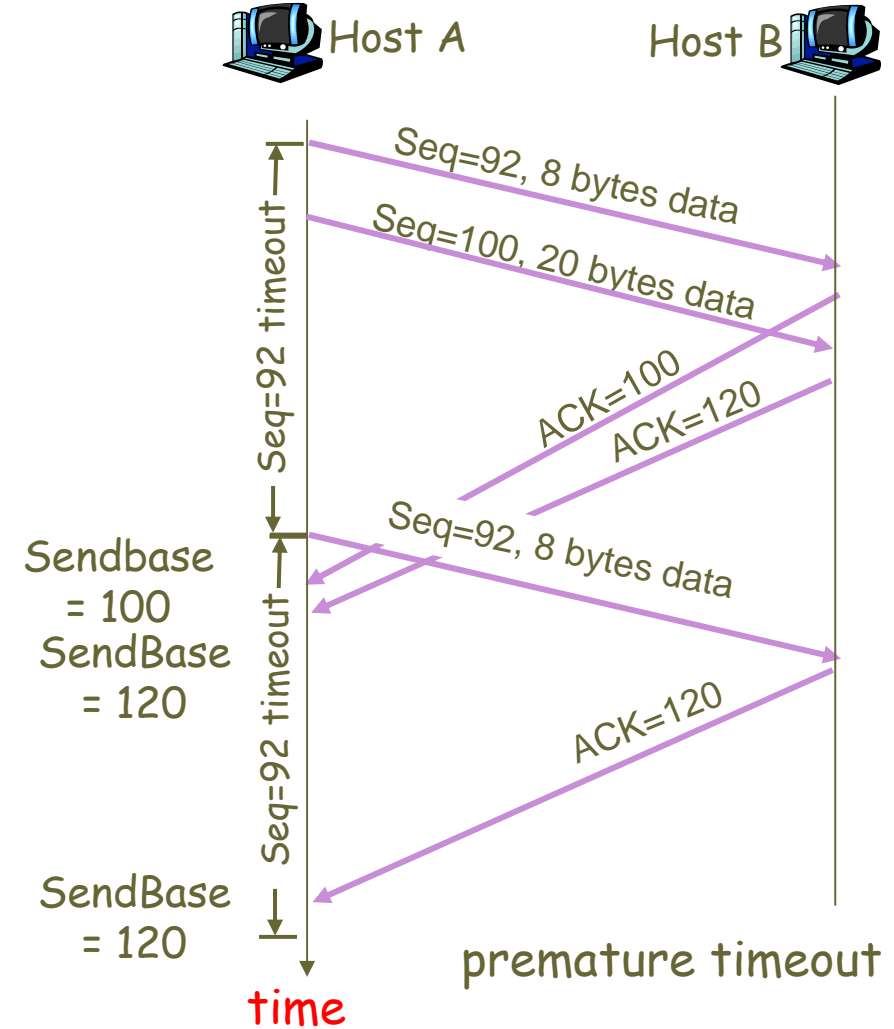 Host A
Host B
Seq=92, 8 bytes data
Seq=100, 20 bytes data
Seq=92 timeout
ACK=100
ACK=120
Seq=92, 8 bytes data
Sendbase
= 100
SendBase
= 120
Seq=92 timeout
ACK=120
SendBase
= 120
premature timeout
time